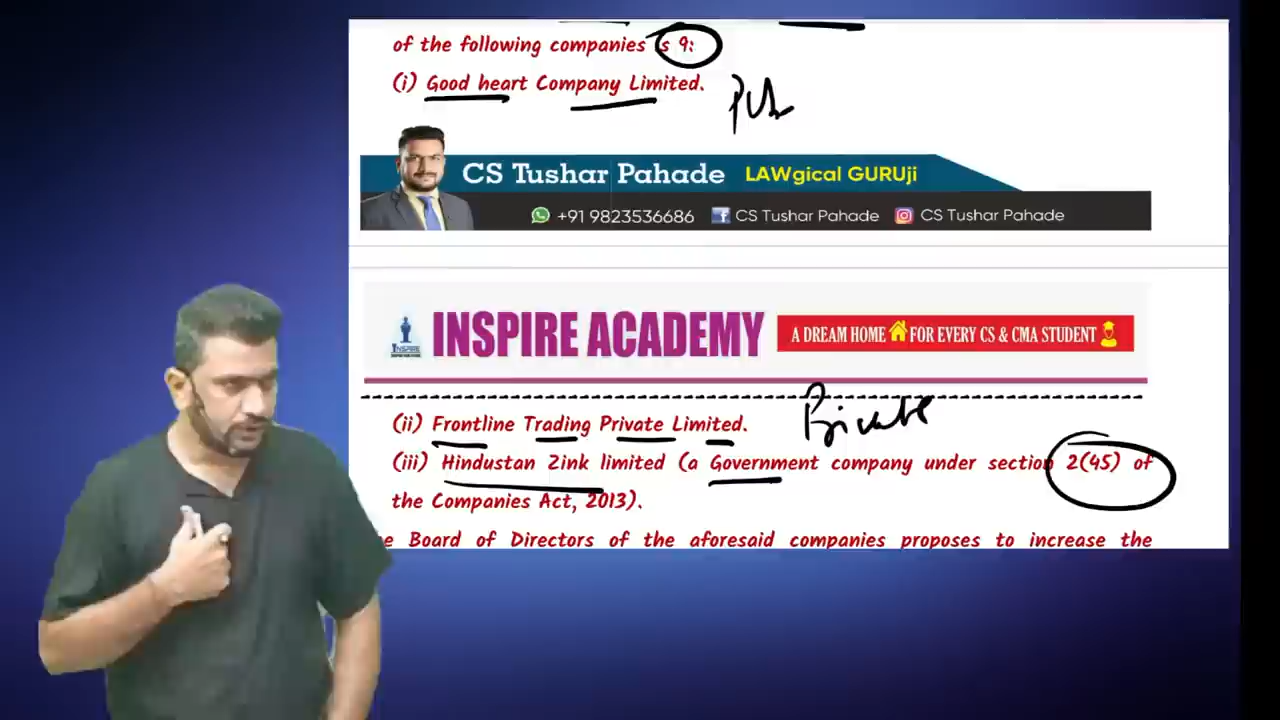 of the following companies is 9:
(i) Good heart Company Limited.
Pub
CS Tushar Pahade LAWgical GURUji
+91 9823536686 CS Tushar Pahade CS Tushar Pahade
INSPIRE
INSPIRE ACADEMY A DREAM HOME FOR EVERY CS & CMA STUDENT
Private
(ii) Frontline Trading Private Limited.
(iii) Hindustan Zink limited (a Government company under section 2(45) of
the Companies Act, 2013).
e Board of Directors of the aforesaid companies proposes to increase the